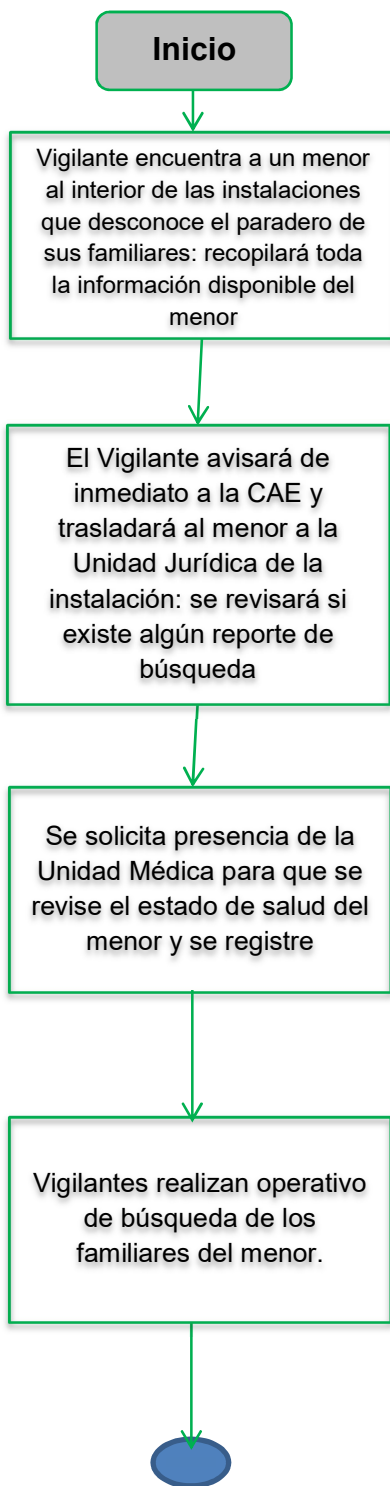 Inicio
Vigilante encuentra a un menor
al interior de las instalaciones
que desconoce el paradero de
sus familiares: recopilará toda
la información disponible del
menor
El Vigilante avisará de
inmediato a la CAE y
trasladará al menor a la
Unidad Jurídica de la
instalación: se revisará si
existe algún reporte de
búsqueda
Se solicita presencia de la
Unidad Médica para que se
revise el estado de salud del
menor y se registre
Vigilantes realizan operativo
de búsqueda de los
familiares del menor.